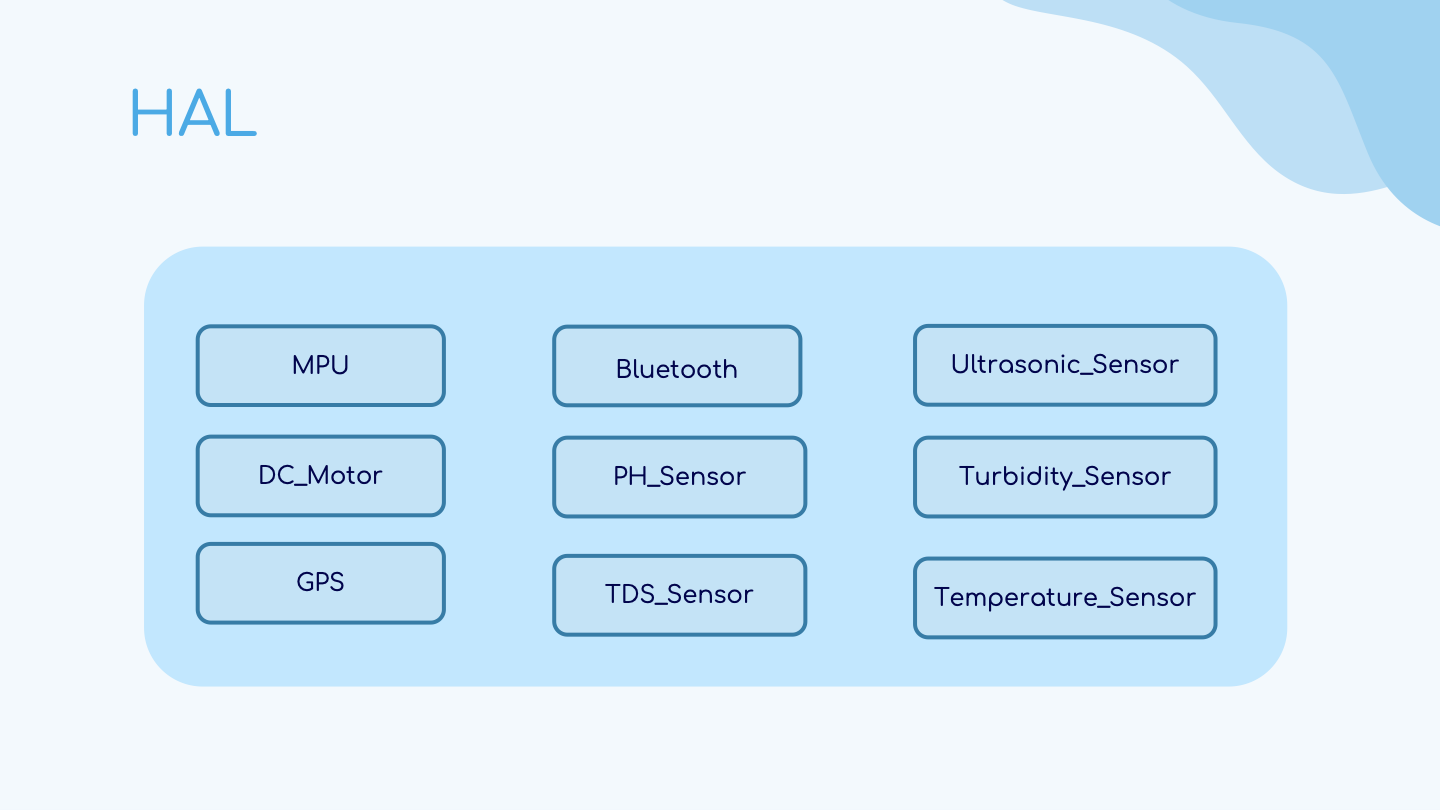 HAL
MPU
Bluetooth
Ultrasonic_Sensor
DC_Motor
PH_Sensor
Turbidity_Sensor
GPS
TDS_Sensor
Temperature_Sensor